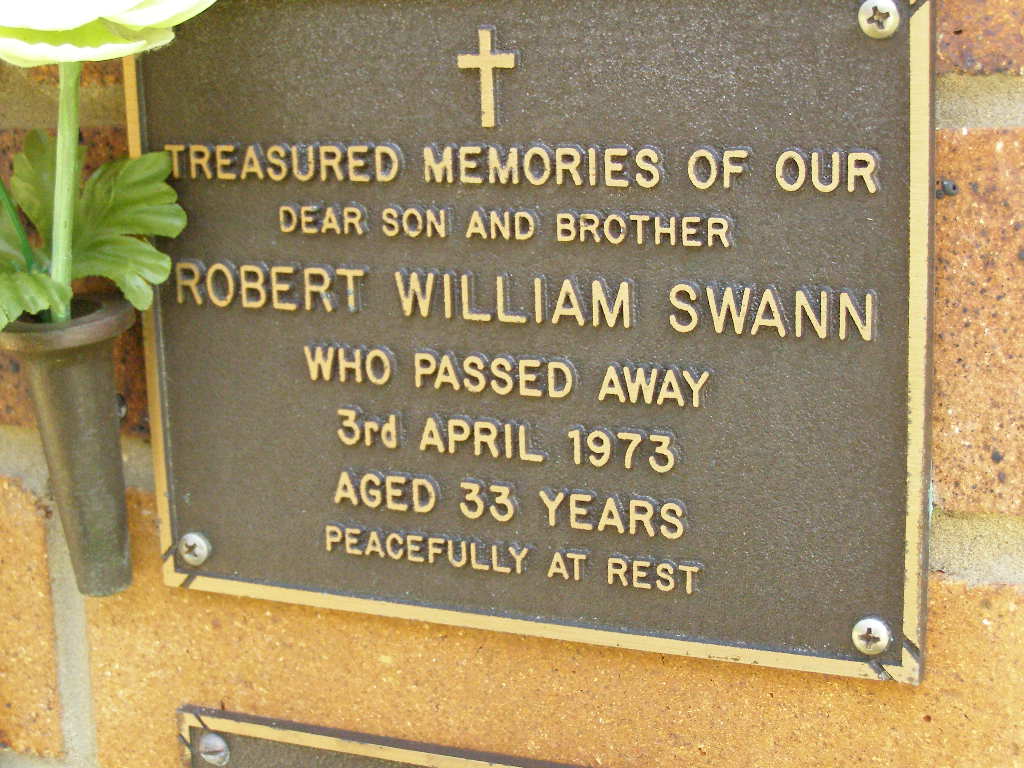 TREASURED MEMORIES OF OUR
DEAR SON AND BROTHER
ROBERT WILLIAM SWANN
WHO PASSED AWAY
3rd APRIL 1973
AGED 33 YEARS
PEACEFULLY AT REST